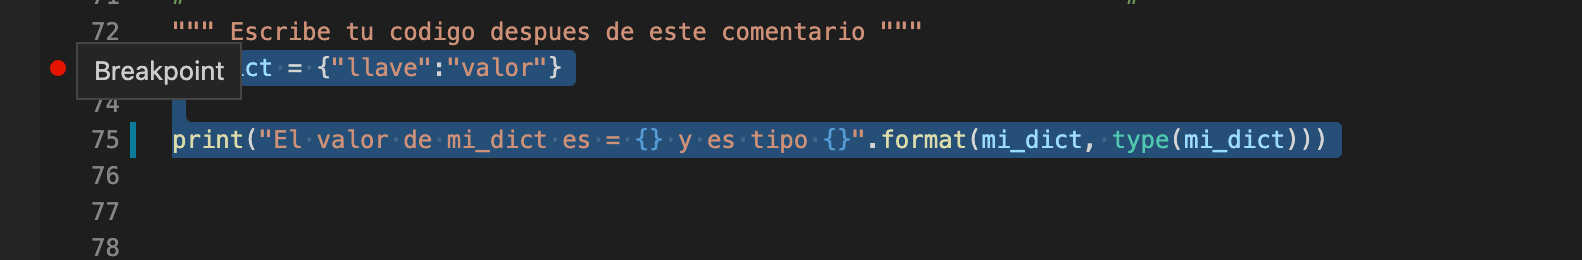 71 # #
72 """ Escribe tu codigo despues de este comentario """
Breakpoint ct = {"llave":"valor"}
74
75 print("El valor de mi_dict es = {} y es tipo {}".format(mi_dict, type(mi_dict)))
76
77
78